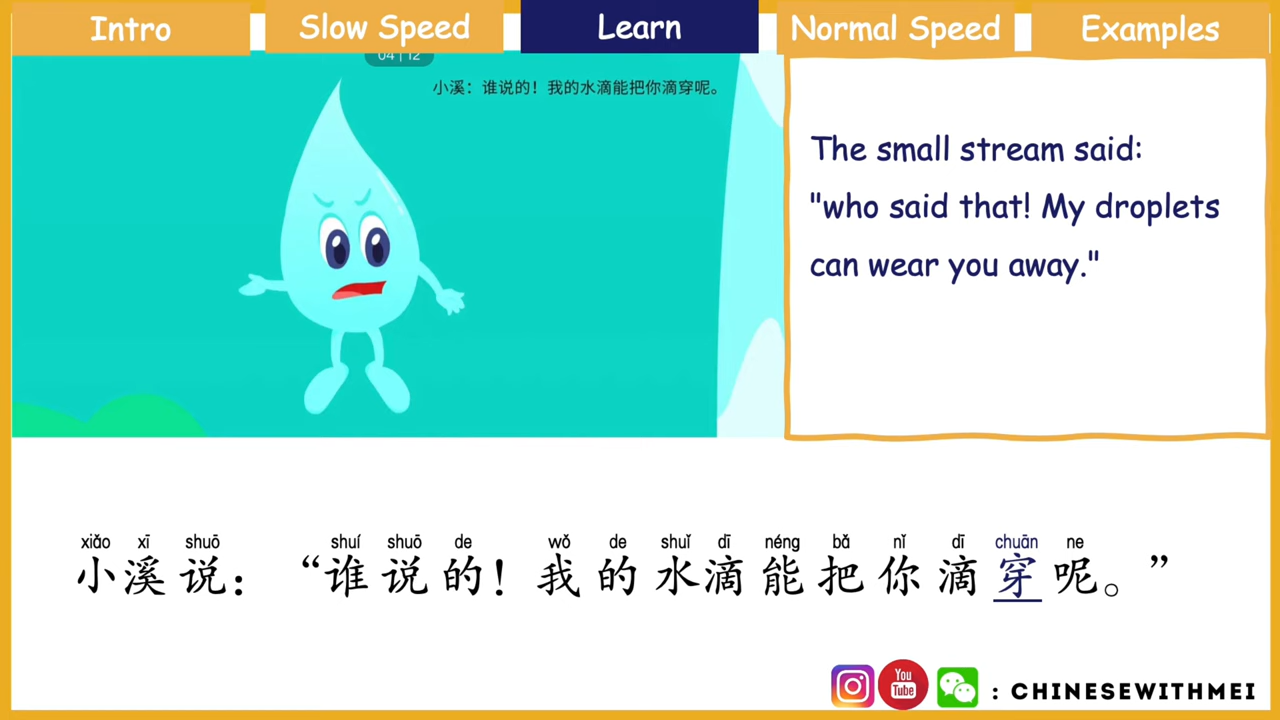 Intro
Slow Speed
Learn
Normal Speed
Examples
04 | 12
小溪：谁说的！我的水滴能把你滴穿呢。
The small stream said:
"who said that! My droplets
can wear you away."
xiǎo xī shuō shuí shuō de wǒ de shuǐ dī néng bǎ nǐ dī chuān ne
小溪说：“谁说的！我的水滴能把你滴穿呢。”
You
Tube
: CHINESEWITHMEI